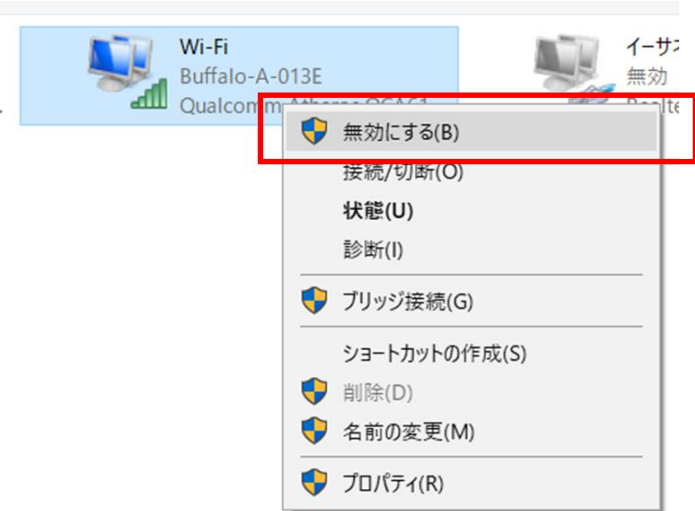 Wi-Fi
Buffalo-A-013E
Qualcomm Atheros QCA61
イーサ
無効
無効にする(B)
接続/切断(O)
状態(U)
診断(I)
ブリッジ接続(G)
ショートカットの作成(S)
削除(D)
名前の変更(M)
プロパティ(R)